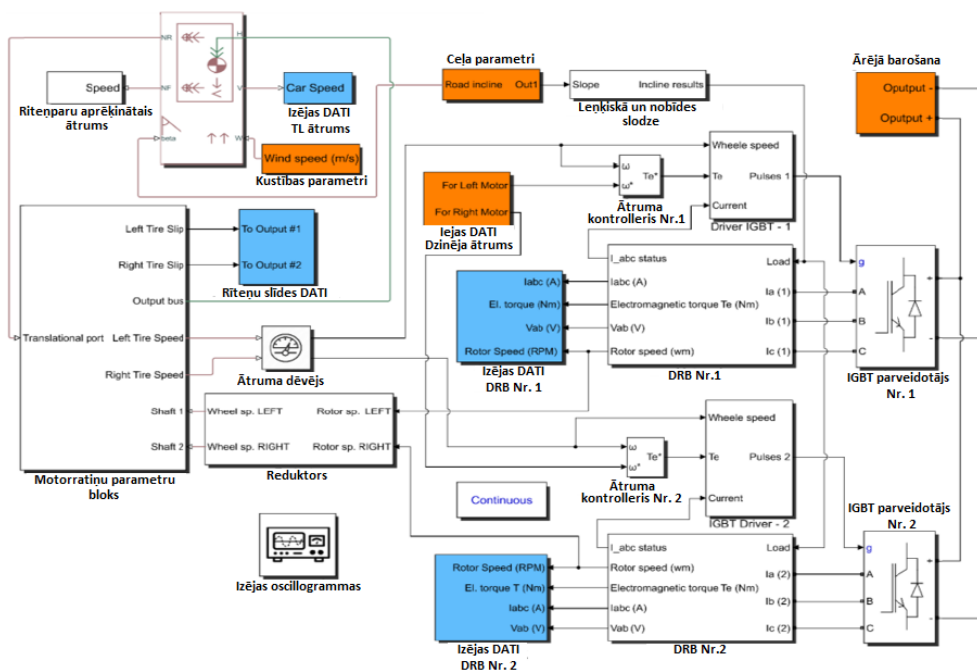 NR
H
NF
V
beta
W
Speed
Riteņparu aprēķinātais
ātrums
Car Speed
Izējas DATI
TL ātrums
Wind speed (m/s)
Kustības parametri
Ceļa parametri
Road incline
Out1
Slope
Incline results
Leņķiskā un nobīdes
slodze
Ārējā barošana
Oputput -
Oputput +
Left Tire Slip
Right Tire Slip
Output bus
Translational port
Left Tire Speed
Right Tire Speed
Shaft 1
Shaft 2
Motorratiņu parametru
bloks
To Output #1
To Output #2
Rīteņu slīdes DATI
Ātruma dēvējs
For Left Motor
For Right Motor
Iejas DATI
Dzinēja ātrums
ω
ω*
Te*
Ātruma
kontrolleris Nr.1
Wheele speed
Te
Pulses 1
Current
Driver IGBT - 1
Iabc (A)
El. torque (Nm)
Vab (V)
Rotor Speed (RPM)
Izējas DATI
DRB Nr. 1
I_abc status
Load
Iabc (A)
Ia (1)
Electromagnetic torque Te (Nm)
Ib (1)
Vab (V)
Rotor speed (wm)
Ic (1)
DRB Nr.1
g
A
B
C
+
-
IGBT parveidotājs
Nr. 1
Wheel sp. LEFT
Rotor sp. LEFT
Wheel sp. RIGHT
Rotor sp. RIGHT
Reduktors
ω
ω*
Te*
Ātruma
kontrolleris Nr. 2
Wheele speed
Te
Pulses 2
Current
IGBT Driver - 2
Continuous
Izējas oscillogrammas
Rotor Speed (RPM)
El. torque T (Nm)
Iabc (A)
Vab (V)
Izējas DATI
DRB Nr. 2
I_abc status
Load
Rotor speed (wm)
Ia (2)
Electromagnetic torque Te (Nm)
Iabc (A)
Ib (2)
Vab (V)
Ic (2)
DRB Nr.2
IGBT parveidotājs
Nr. 2
g
A
B
C
+
-